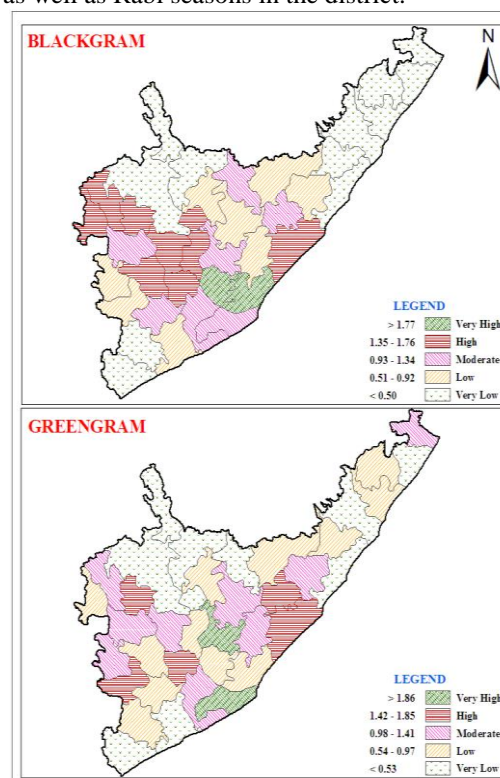 as well as Rabi seasons in the district.
BLACKGRAM
N
LEGEND
> 1.77 Very High
1.35 - 1.76 High
0.93 - 1.34 Moderate
0.51 - 0.92 Low
< 0.50 Very Low
GREENGRAM
LEGEND
> 1.86 Very High
1.42 - 1.85 High
0.98 - 1.41 Moderate
0.54 - 0.97 Low
< 0.53 Very Low